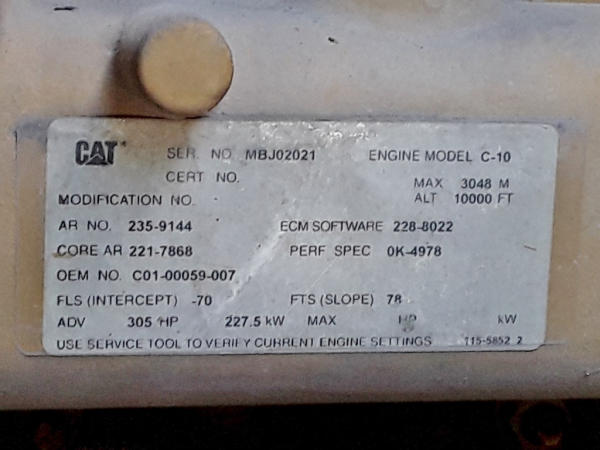 CAT SER. NO. MBJ02021 ENGINE MODEL C-10
CERT NO. MAX 3048 M
MODIFICATION NO. ALT 10000 FT
AR NO. 235-9144 ECM SOFTWARE 228-8022
CORE AR 221-7868 PERF SPEC 0K-4978
OEM NO. C01-00059-007
FLS (INTERCEPT) -70 FTS (SLOPE) 78
ADV 305 HP 227.5 kW MAX HP kW
USE SERVICE TOOL TO VERIFY CURRENT ENGINE SETTINGS 115-5852 2